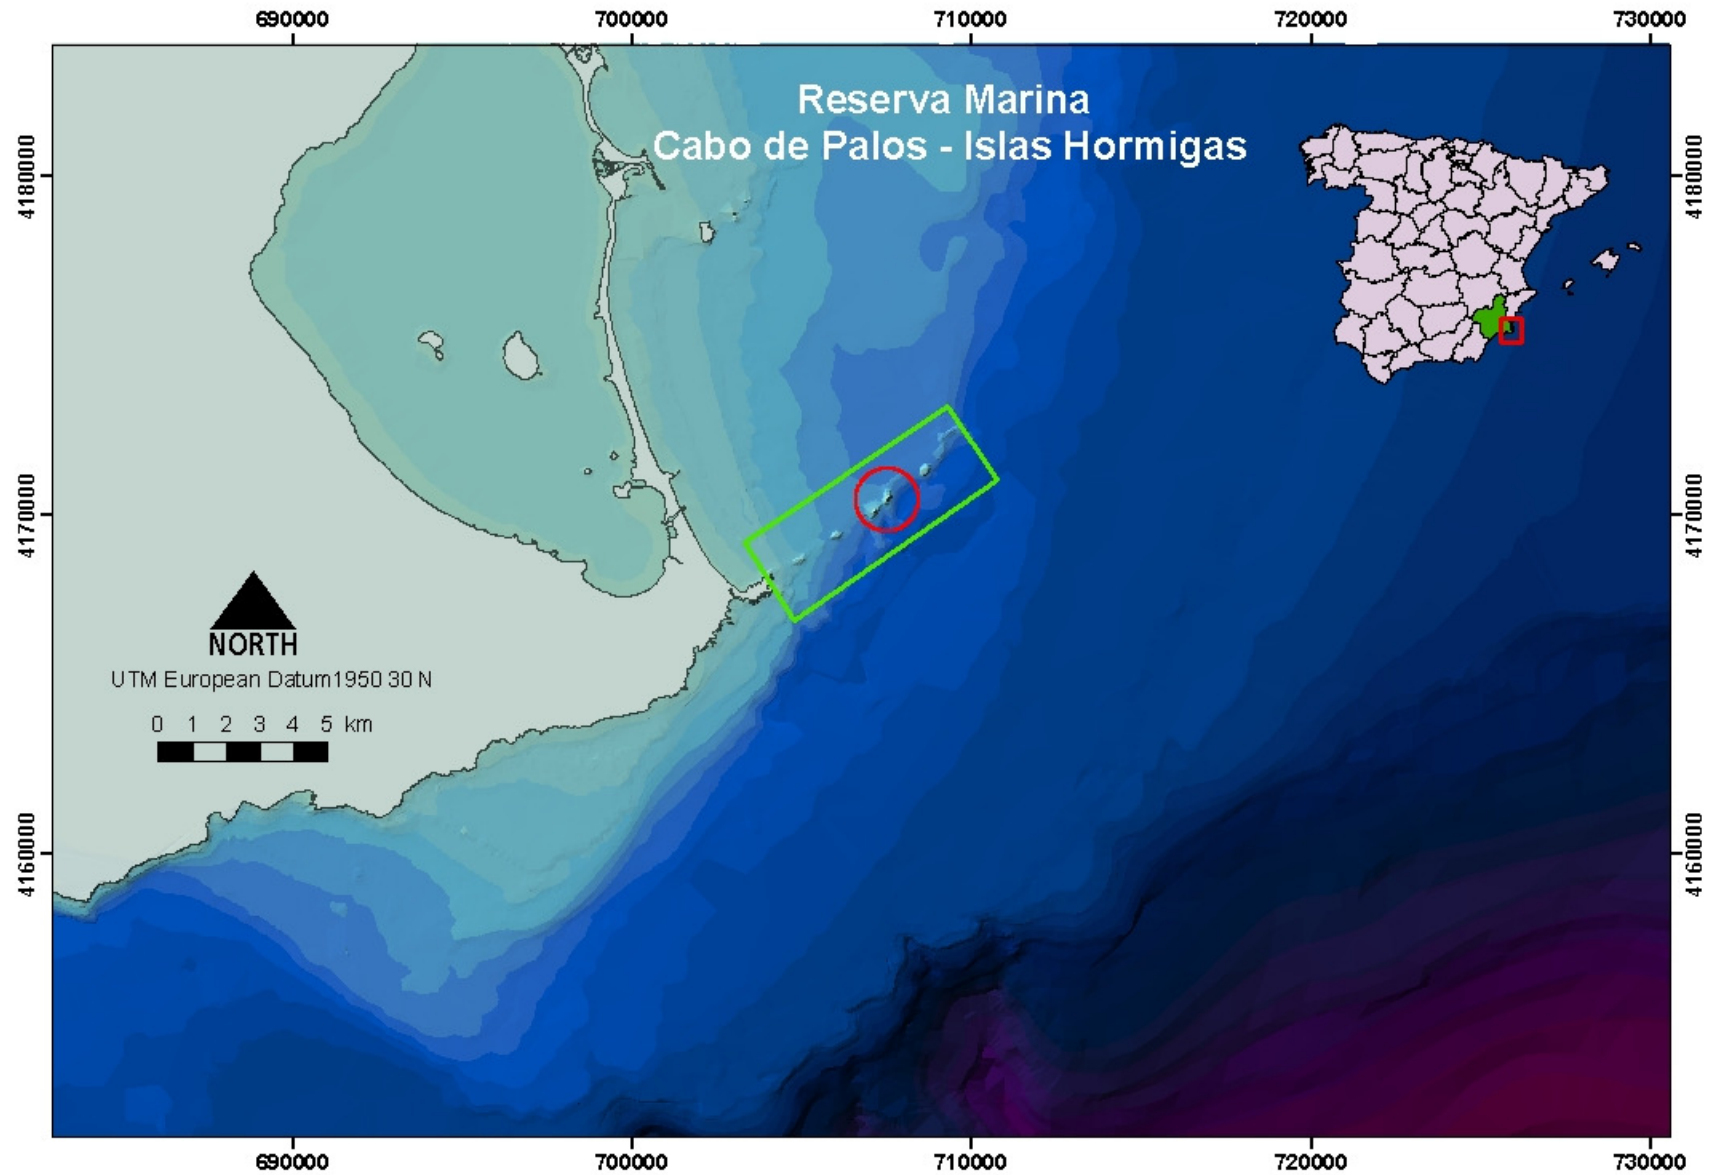 690000 700000 710000 720000 730000
Reserva Marina
Cabo de Palos - Islas Hormigas
4180000
4180000
4170000
4170000
NORTH
UTM European Datum1950 30 N
0 1 2 3 4 5 km
4160000
4160000
690000 700000 710000 720000 730000